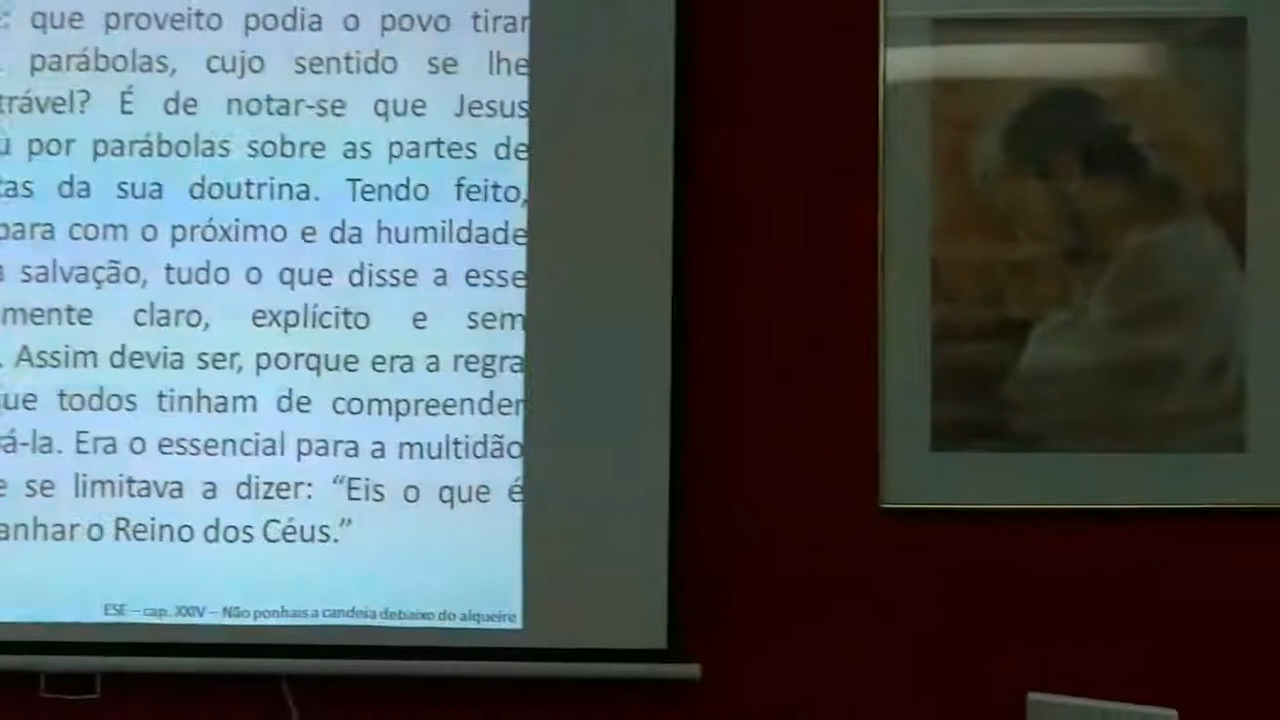 que proveito podia o povo tirar
parábolas, cujo sentido se lhe
trável? É de notar-se que Jesus
u por parábolas sobre as partes de
tas da sua doutrina. Tendo feito,
para com o próximo e da humildade
salvação, tudo o que disse a esse
mente claro, explícito e sem
. Assim devia ser, porque era a regra
ue todos tinham de compreender
á-la. Era o essencial para a multidão
e se limitava a dizer: “Eis o que é
anhar o Reino dos Céus.”
ESE – cap. XXIV – Não ponhais a candeia debaixo do alqueire